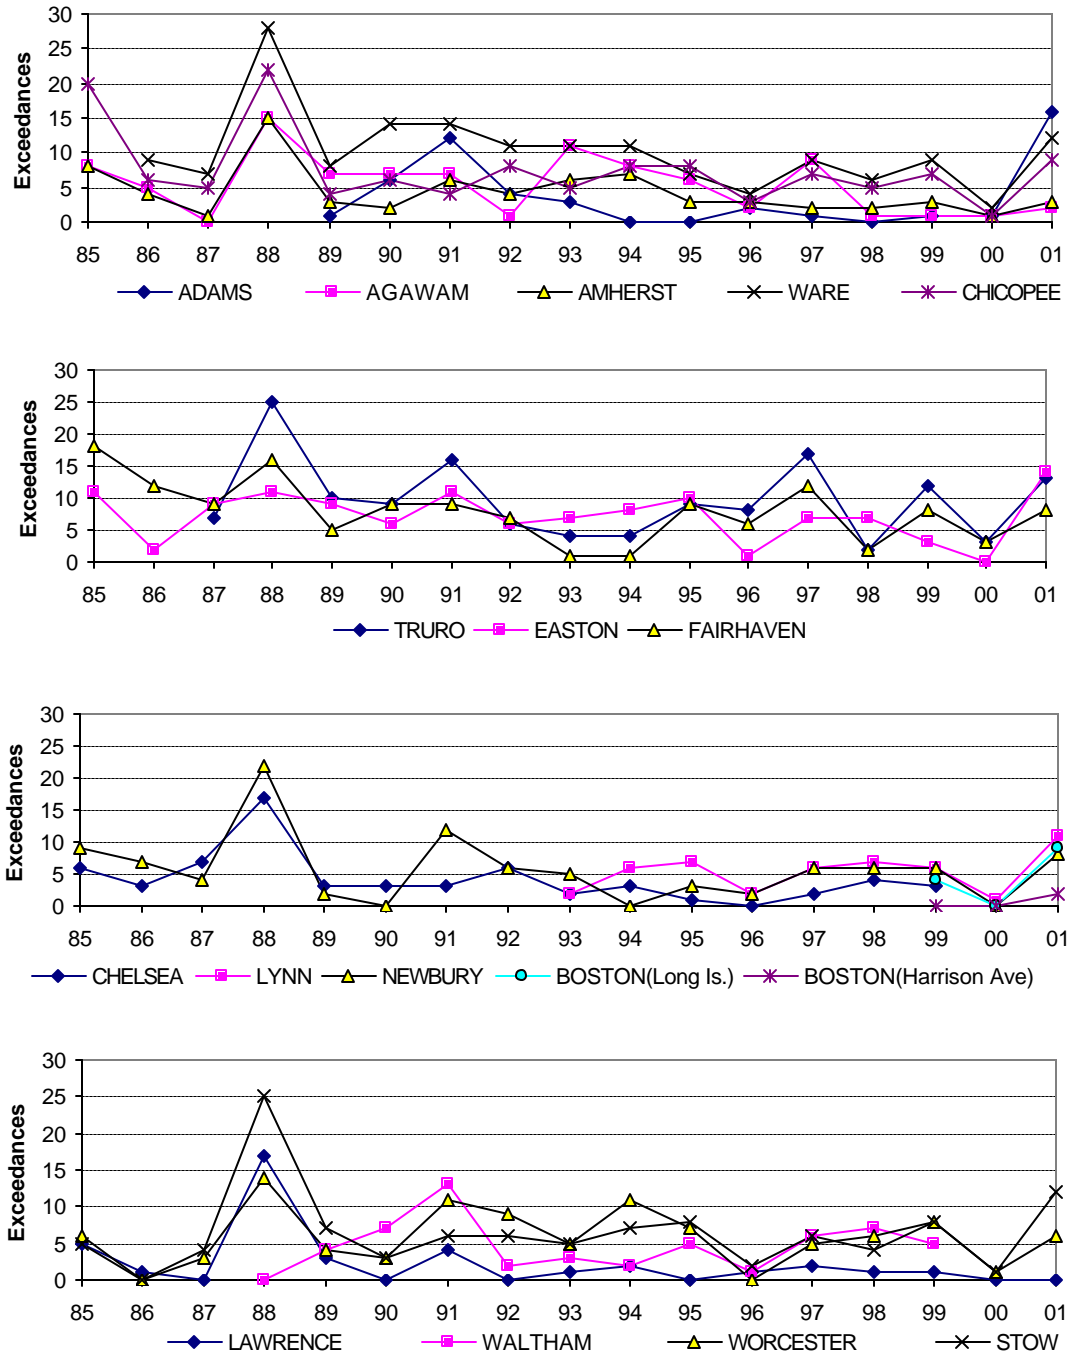 30
25
20
15
10
5
0
Exceedances
85 86 87 88 89 90 91 92 93 94 95 96 97 98 99 00 01
ADAMS AGAWAM AMHERST WARE CHICOPEE
30
25
20
15
10
5
0
Exceedances
85 86 87 88 89 90 91 92 93 94 95 96 97 98 99 00 01
TRURO EASTON FAIRHAVEN
30
25
20
15
10
5
0
Exceedances
85 86 87 88 89 90 91 92 93 94 95 96 97 98 99 00 01
CHELSEA LYNN NEWBURY BOSTON(Long Is.) BOSTON(Harrison Ave)
30
25
20
15
10
5
0
Exceedances
85 86 87 88 89 90 91 92 93 94 95 96 97 98 99 00 01
LAWRENCE WALTHAM WORCESTER STOW